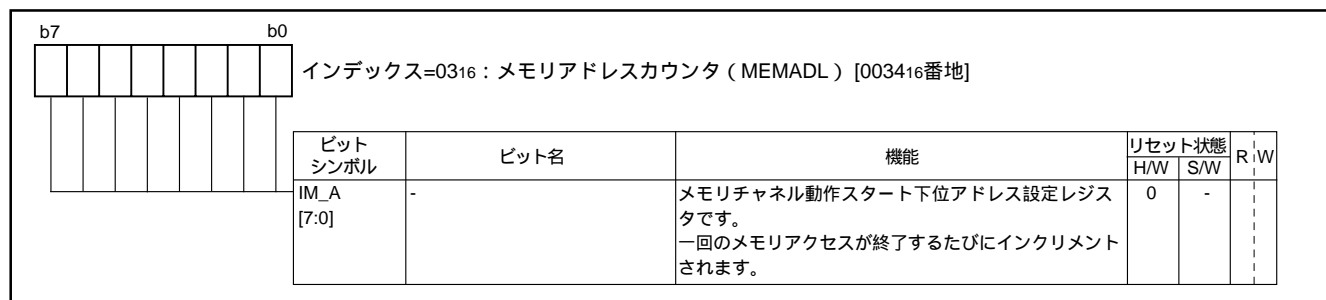 b7 b0
インデックス=0316：メモリアドレスカウンタ（MEMADL）[003416番地]
ビット
シンボル
ビット名
機能
リセット状態
H/W S/W
R W
IM_A
[7:0]
-
メモリチャネル動作スタート下位アドレス設定レジス
タです。
一回のメモリアクセスが終了するたびにインクリメント
されます。
0
-